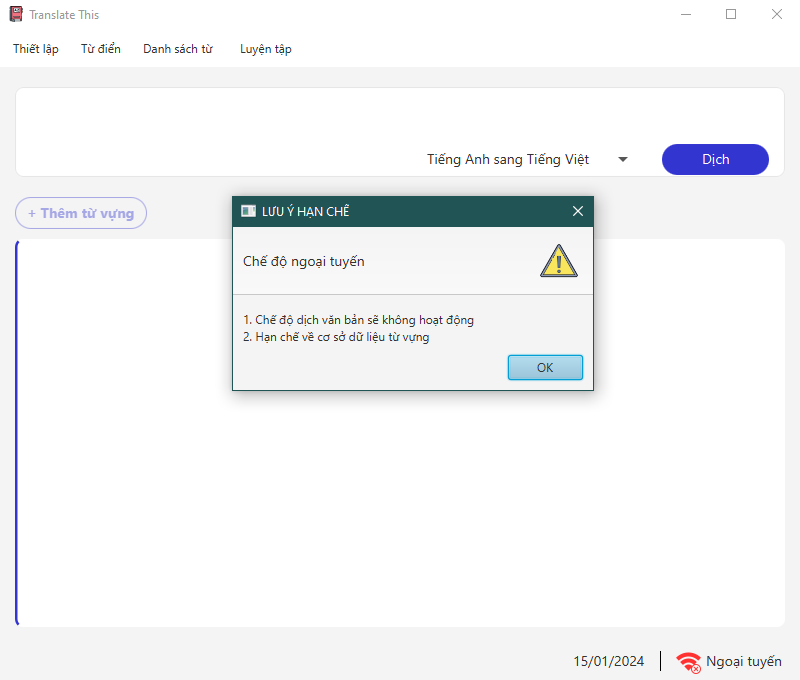 Translate This
Thiết lập Từ điển Danh sách từ Luyện tập
Tiếng Anh sang Tiếng Việt Dịch
+ Thêm từ vựng
LƯU Ý HẠN CHẾ
Chế độ ngoại tuyến
1. Chế độ dịch văn bản sẽ không hoạt động
2. Hạn chế về cơ sở dữ liệu từ vựng
OK
15/01/2024 Ngoại tuyến